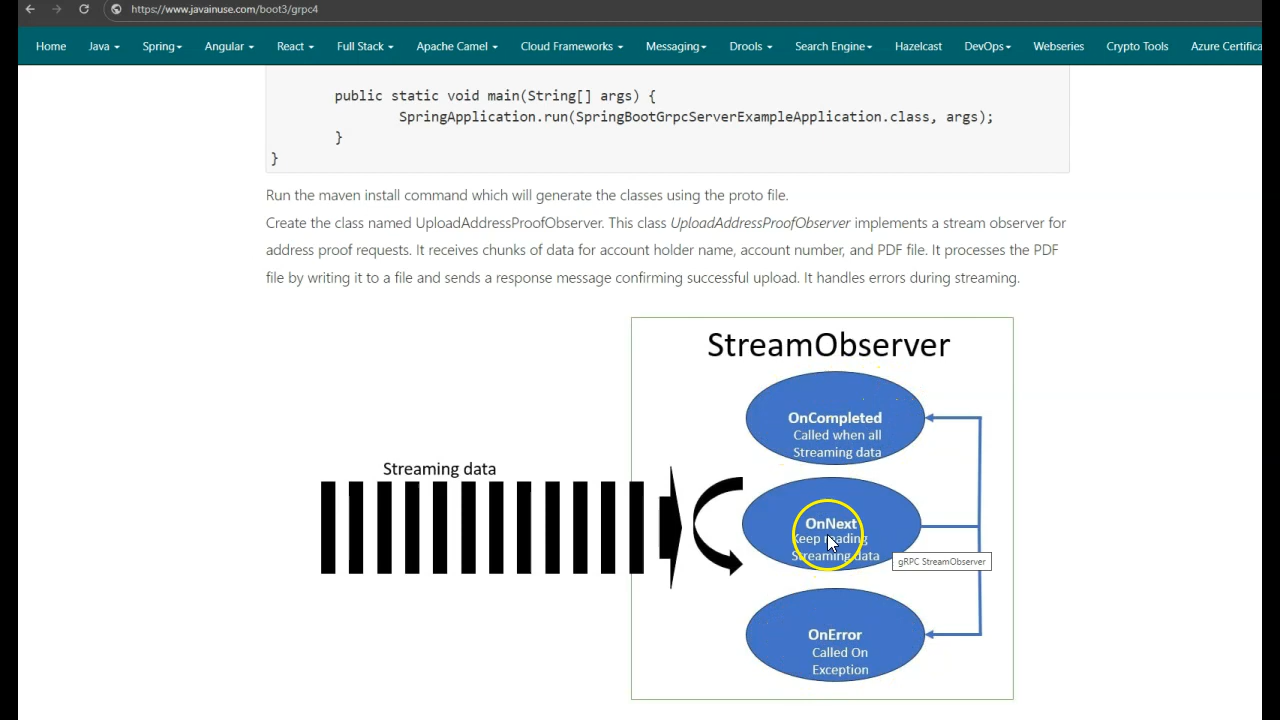 https://www.javainuse.com/boot3/grpc4
Home Java Spring Angular React Full Stack Apache Camel Cloud Frameworks Messaging Drools Search Engine Hazelcast DevOps Webseries Crypto Tools Azure Certifica
public static void main(String[] args) {
SpringApplication.run(SpringBootGrpcServerExampleApplication.class, args);
}
}
Run the maven install command which will generate the classes using the proto file.
Create the class named UploadAddressProofObserver. This class UploadAddressProofObserver implements a stream observer for
address proof requests. It receives chunks of data for account holder name, account number, and PDF file. It processes the PDF
file by writing it to a file and sends a response message confirming successful upload. It handles errors during streaming.
StreamObserver
OnCompleted
Called when all
Streaming data
Streaming data
OnNext
Keep reading
Streaming data
gRPC StreamObserver
OnError
Called On
Exception